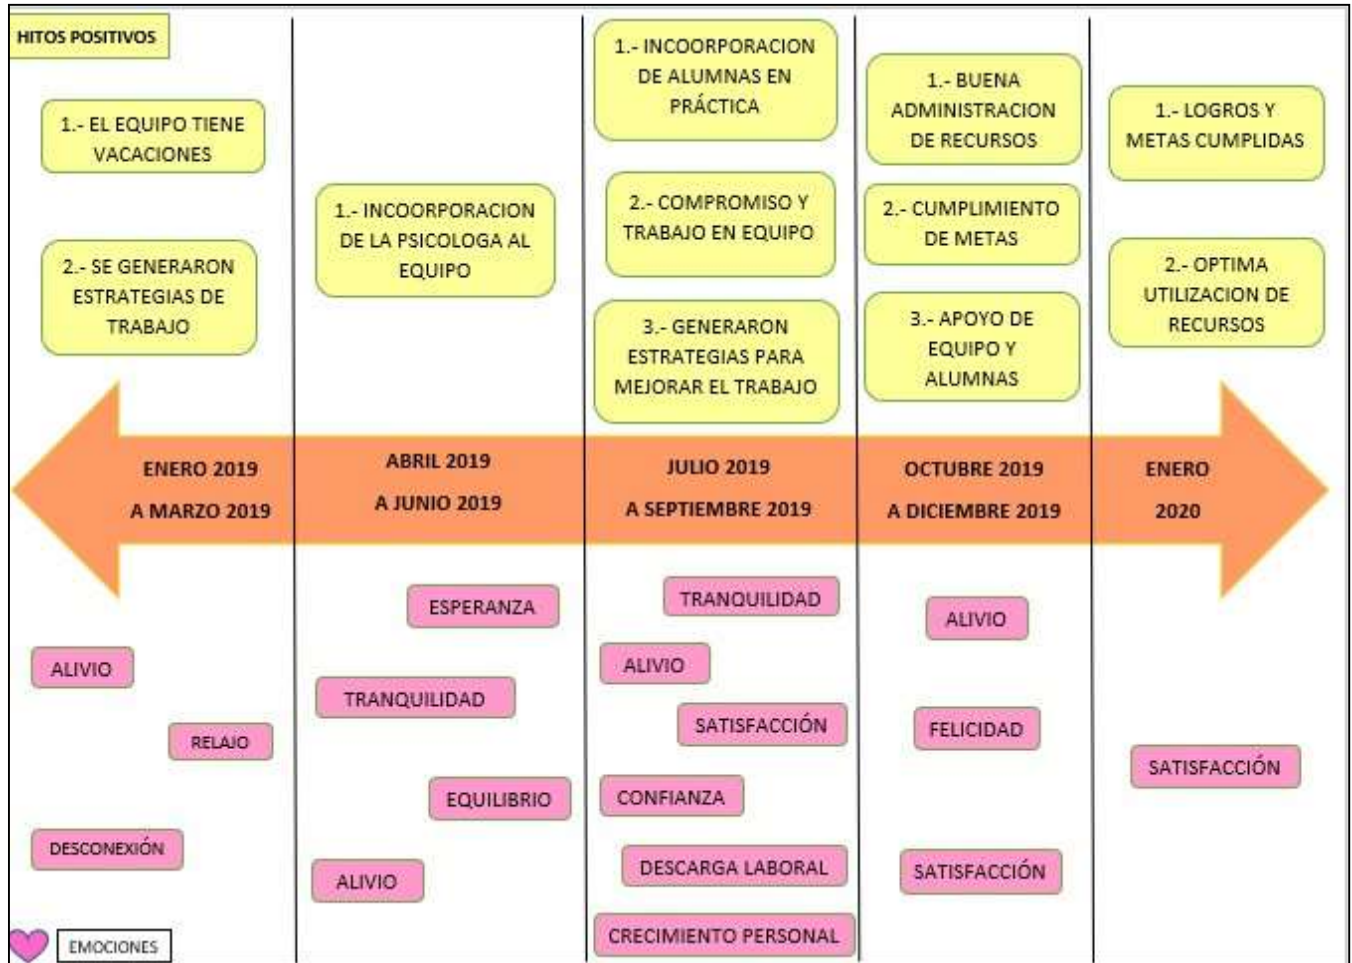 HITOS POSITIVOS
1.- EL EQUIPO TIENE
VACACIONES
2.- SE GENERARON
ESTRATEGIAS DE
TRABAJO
1.- INCOORPORACION
DE LA PSICOLOGA AL
EQUIPO
1.- INCOORPORACION
DE ALUMNAS EN
PRÁCTICA
2.- COMPROMISO Y
TRABAJO EN EQUIPO
3.- GENERARON
ESTRATEGIAS PARA
MEJORAR EL TRABAJO
1.- BUENA
ADMINISTRACION
DE RECURSOS
2.- CUMPLIMIENTO
DE METAS
3.- APOYO DE
EQUIPO Y
ALUMNAS
1.- LOGROS Y
METAS CUMPLIDAS
2.- OPTIMA
UTILIZACION DE
RECURSOS
ENERO 2019
A MARZO 2019
ABRIL 2019
A JUNIO 2019
JULIO 2019
A SEPTIEMBRE 2019
OCTUBRE 2019
A DICIEMBRE 2019
ENERO
2020
ALIVIO
RELAJO
DESCONEXIÓN
ESPERANZA
TRANQUILIDAD
EQUILIBRIO
ALIVIO
TRANQUILIDAD
ALIVIO
SATISFACCIÓN
CONFIANZA
DESCARGA LABORAL
CRECIMIENTO PERSONAL
ALIVIO
FELICIDAD
SATISFACCIÓN
SATISFACCIÓN
EMOCIONES